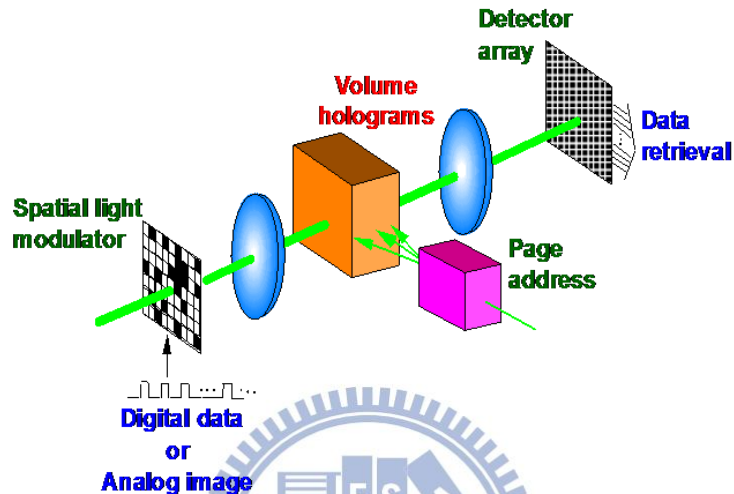 Detector
array
Volume
holograms
Data
retrieval
Spatial light
modulator
Page
address
Digital data
or
Analog image